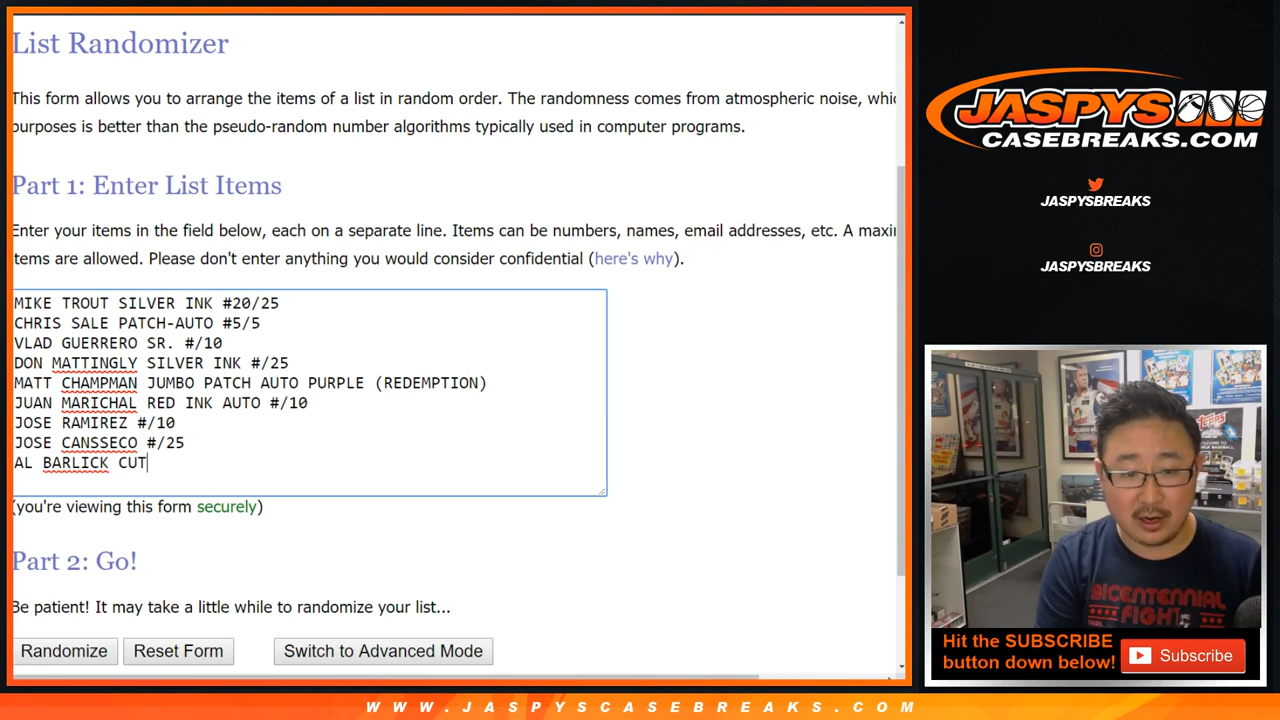 List Randomizer
This form allows you to arrange the items of a list in random order. The randomness comes from atmospheric noise, whic
purposes is better than the pseudo-random number algorithms typically used in computer programs.
Part 1: Enter List Items
Enter your items in the field below, each on a separate line. Items can be numbers, names, email addresses, etc. A maxi
items are allowed. Please don't enter anything you would consider confidential (here's why).
MIKE TROUT SILVER INK #20/25
CHRIS SALE PATCH-AUTO #5/5
VLAD GUERRERO SR. #/10
DON MATTINGLY SILVER INK #/25
MATT CHAMPMAN JUMBO PATCH AUTO PURPLE (REDEMPTION)
JUAN MARICHAL RED INK AUTO #/10
JOSE RAMIREZ #/10
JOSE CANSSECO #/25
AL BARLICK CUT
(you're viewing this form securely)
Part 2: Go!
Be patient! It may take a little while to randomize your list...
Randomize Reset Form Switch to Advanced Mode
JASPYS
CASEBREAKS.COM
JASPYSBREAKS
JASPYSBREAKS
topps
BICENTENNIAL
FIGHT
Hit the SUBSCRIBE
button down below!
Subscribe
WWW.JASPYSCASEBREAKS.COM